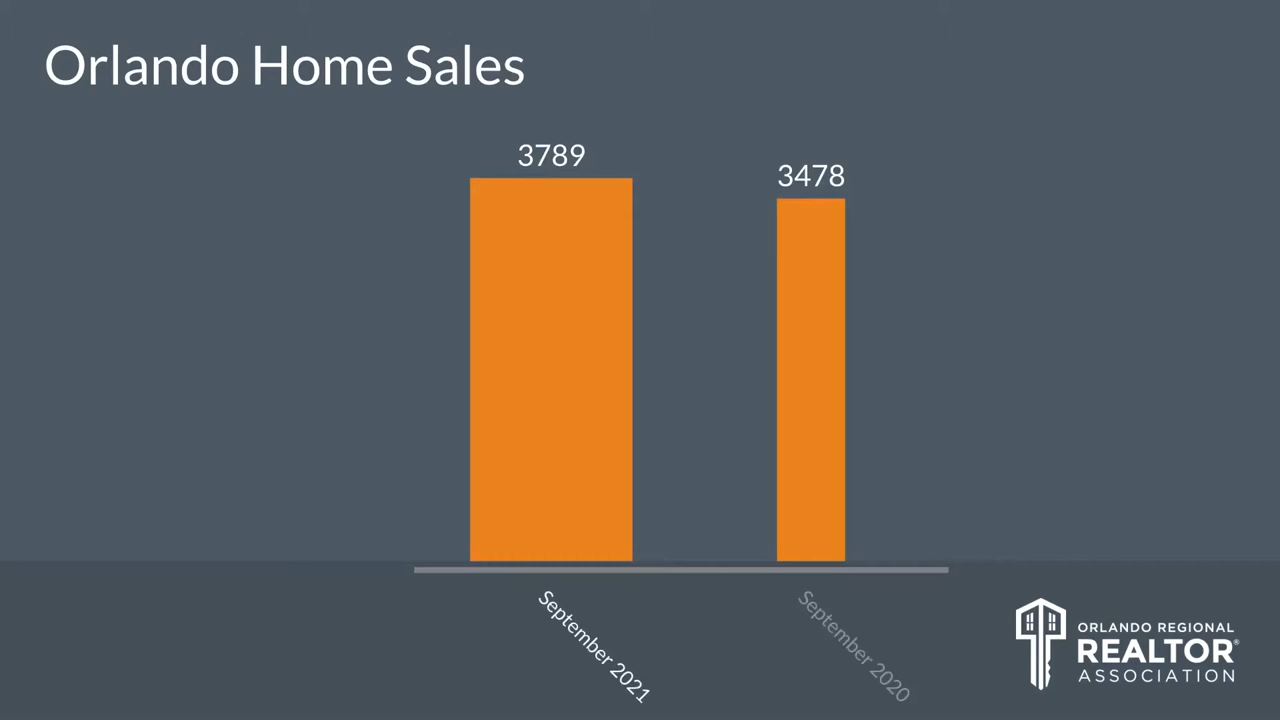 Orlando Home Sales
3789
3478
September 2021
September 2020
ORLANDO REGIONAL
REALTOR®
ASSOCIATION